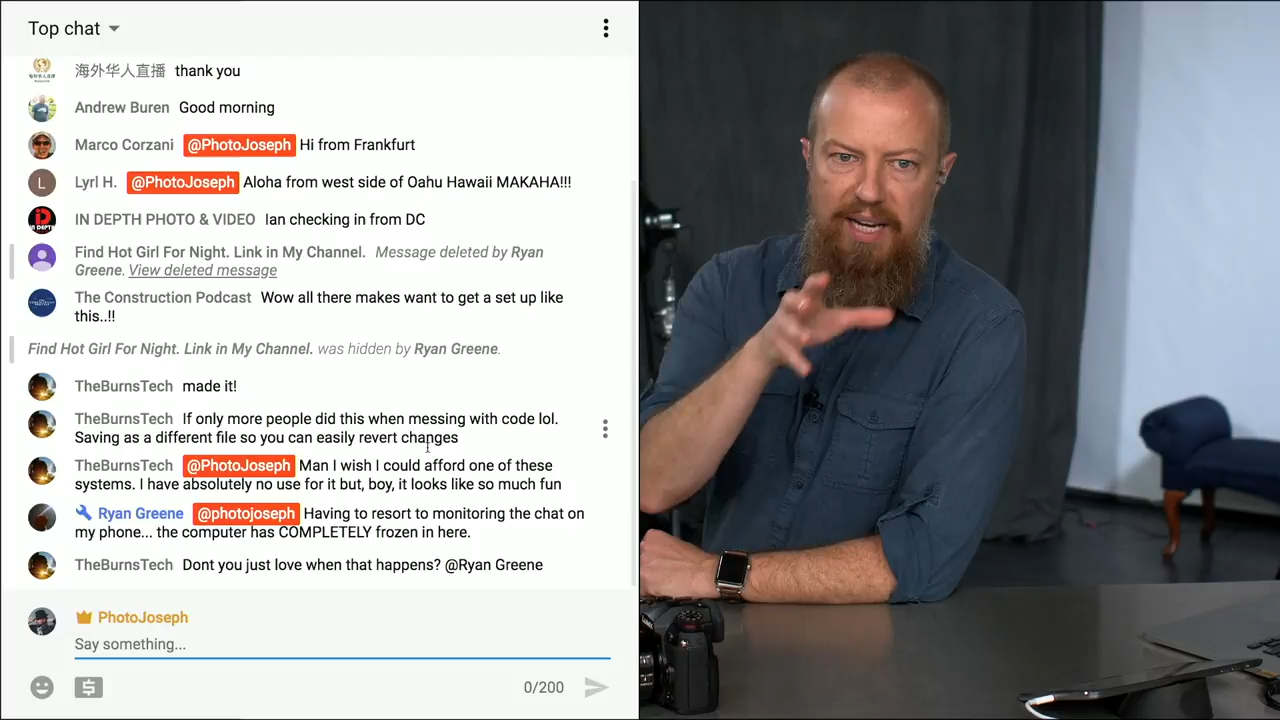 Top chat
海外华人直播 thank you
Andrew Buren Good morning
Marco Corzani @PhotoJoseph Hi from Frankfurt
L
Lyrl H. @PhotoJoseph Aloha from west side of Oahu Hawaii MAKAHA!!!
IN DEPTH PHOTO & VIDEO Ian checking in from DC
Find Hot Girl For Night. Link in My Channel. Message deleted by Ryan
Greene. View deleted message
The Construction Podcast Wow all there makes want to get a set up like
this..!!
Find Hot Girl For Night. Link in My Channel. was hidden by Ryan Greene.
TheBurnsTech made it!
TheBurnsTech If only more people did this when messing with code lol.
Saving as a different file so you can easily revert changes
TheBurnsTech @PhotoJoseph Man I wish I could afford one of these
systems. I have absolutely no use for it but, boy, it looks like so much fun
Ryan Greene @photojoseph Having to resort to monitoring the chat on
my phone... the computer has COMPLETELY frozen in here.
TheBurnsTech Dont you just love when that happens? @Ryan Greene
PhotoJoseph
Say something...
0/200